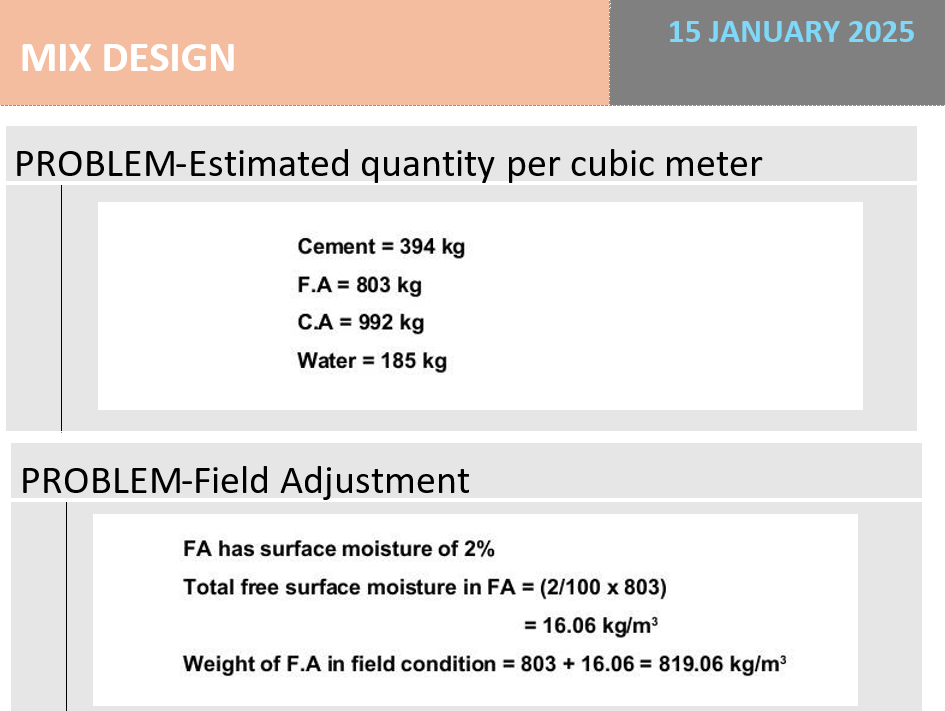 MIX DESIGN
15 JANUARY 2025
PROBLEM-Estimated quantity per cubic meter
Cement = 394 kg
F.A = 803 kg
C.A = 992 kg
Water = 185 kg
PROBLEM-Field Adjustment
FA has surface moisture of 2%
Total free surface moisture in FA = (2/100 x 803)
= 16.06 kg/m³
Weight of F.A in field condition = 803 + 16.06 = 819.06 kg/m³